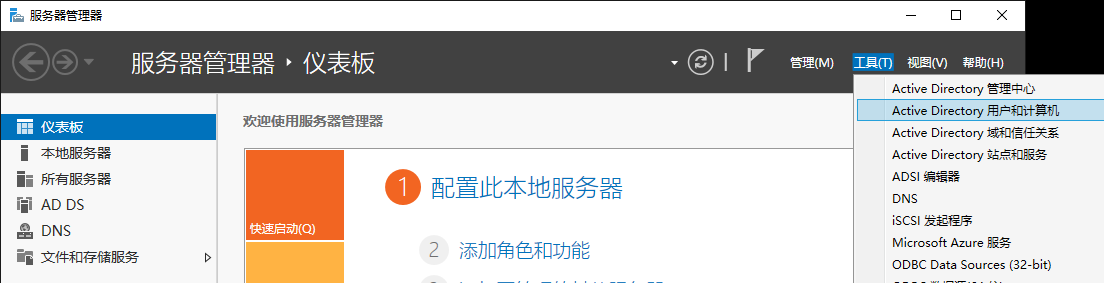 服务器管理器
服务器管理器 · 仪表板
管理(M) 工具(T) 视图(V) 帮助(H)
仪表板
本地服务器
所有服务器
AD DS
DNS
文件和存储服务
欢迎使用服务器管理器
快速启动(Q)
1 配置此本地服务器
2 添加角色和功能
Active Directory 管理中心
Active Directory 用户和计算机
Active Directory 域和信任关系
Active Directory 站点和服务
ADSI 编辑器
DNS
iSCSI 发起程序
Microsoft Azure 服务
ODBC Data Sources (32-bit)